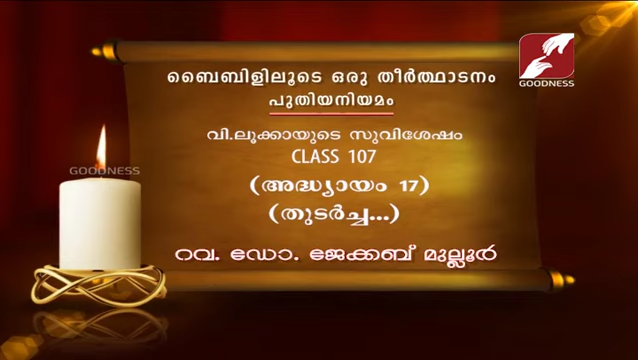 ബൈബിളിലൂടെ ഒരു തീർത്ഥാടനം
പുതിയനിയമം
വി.ലൂക്കായുടെ സുവിശേഷം
CLASS 107
(അദ്ധ്യായം 17)
(തുടർച്ച...)
റവ. ഡോ. ജേക്കബ് മുല്ലൂർ
GOODNESS
GOODNESS